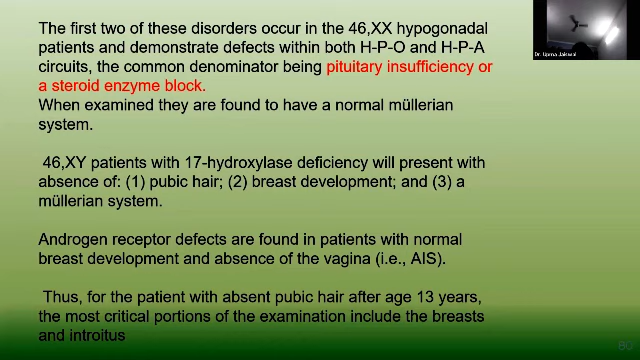 The first two of these disorders occur in the 46,XX hypogonadal
patients and demonstrate defects within both H-P-O and H-P-A
circuits, the common denominator being pituitary insufficiency or
a steroid enzyme block.
When examined they are found to have a normal müllerian
system.
46,XY patients with 17-hydroxylase deficiency will present with
absence of: (1) pubic hair; (2) breast development; and (3) a
müllerian system.
Androgen receptor defects are found in patients with normal
breast development and absence of the vagina (i.e., AIS).
Thus, for the patient with absent pubic hair after age 13 years,
the most critical portions of the examination include the breasts
and introitus
Dr. Uprna Jaiswal